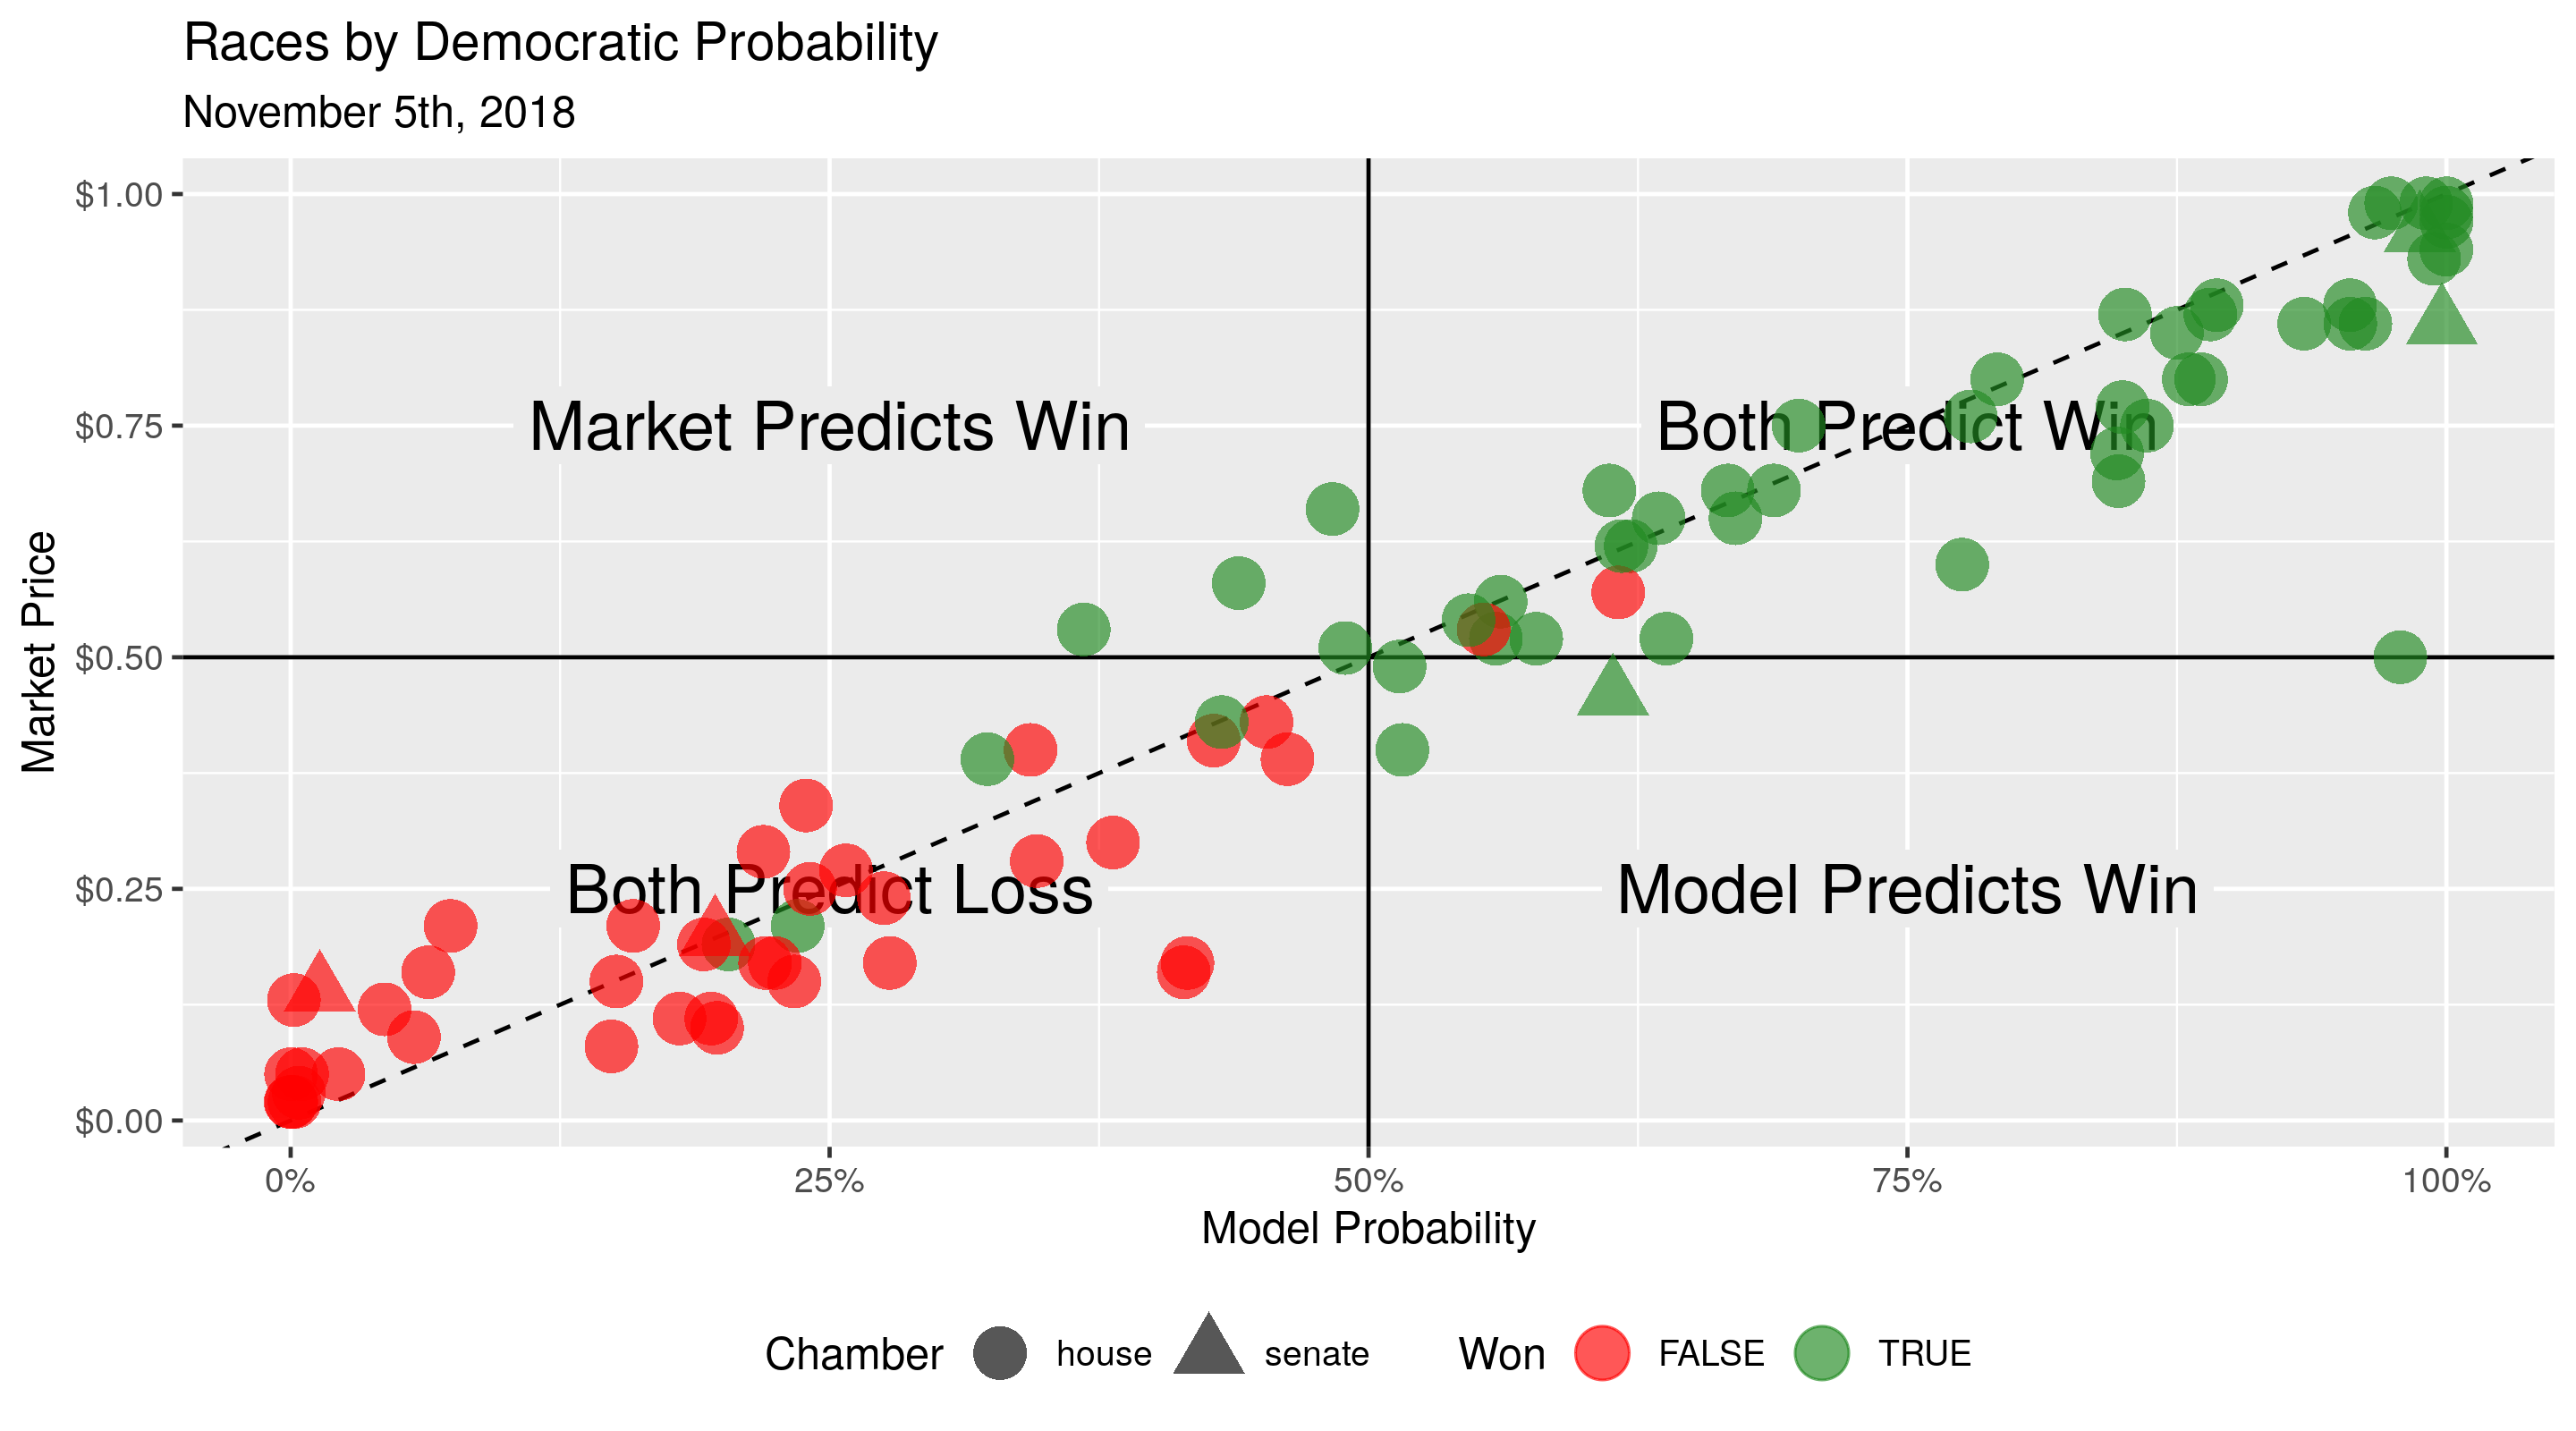 Races by Democratic Probability
November 5th, 2018
Market Price
$1.00
$0.75
$0.50
$0.25
$0.00
Market Predicts Win
Both Predict Win
Both Predict Loss
Model Predicts Win
0%
25%
50%
75%
100%
Model Probability
Chamber
house
senate
Won
FALSE
TRUE